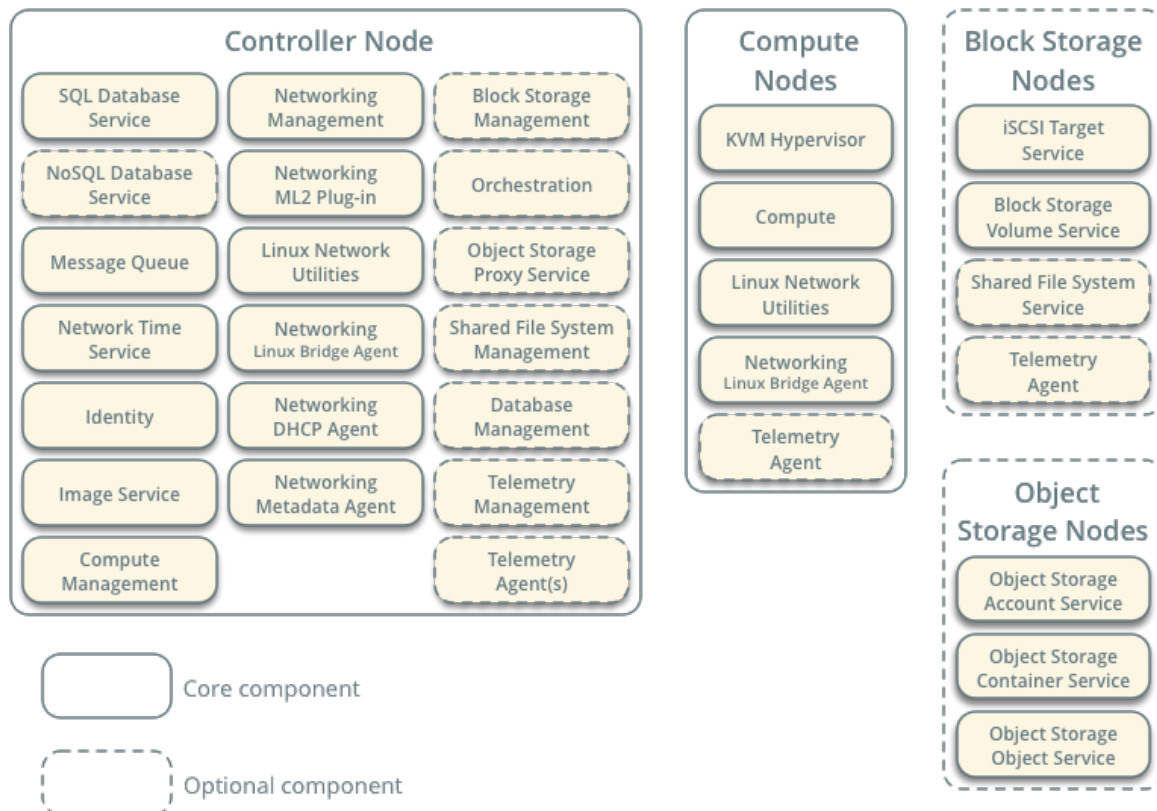 Controller Node
SQL Database
Service
NoSQL Database
Service
Message Queue
Network Time
Service
Identity
Image Service
Compute
Management
Networking
Management
Networking
ML2 Plug-in
Linux Network
Utilities
Networking
Linux Bridge Agent
Networking
DHCP Agent
Networking
Metadata Agent
Block Storage
Management
Orchestration
Object Storage
Proxy Service
Shared File System
Management
Database
Management
Telemetry
Management
Telemetry
Agent(s)
Compute
Nodes
KVM Hypervisor
Compute
Linux Network
Utilities
Networking
Linux Bridge Agent
Telemetry
Agent
Block Storage
Nodes
iSCSI Target
Service
Block Storage
Volume Service
Shared File System
Service
Telemetry
Agent
Object
Storage Nodes
Object Storage
Account Service
Object Storage
Container Service
Object Storage
Object Service
Core component
Optional component